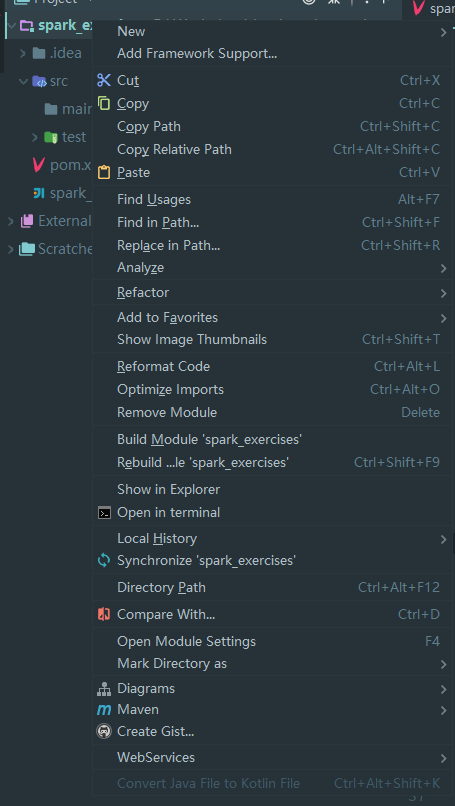 Project
spar
spark_e
.idea
src
main
test
pom.x
spark_
External
Scratche
New
Add Framework Support...
Cut Ctrl+X
Copy Ctrl+C
Copy Path Ctrl+Shift+C
Copy Relative Path Ctrl+Alt+Shift+C
Paste Ctrl+V
Find Usages Alt+F7
Find in Path... Ctrl+Shift+F
Replace in Path... Ctrl+Shift+R
Analyze
Refactor
Add to Favorites
Show Image Thumbnails Ctrl+Shift+T
Reformat Code Ctrl+Alt+L
Optimize Imports Ctrl+Alt+O
Remove Module Delete
Build Module 'spark_exercises'
Rebuild ...le 'spark_exercises' Ctrl+Shift+F9
Show in Explorer
Open in terminal
Local History
Synchronize 'spark_exercises'
Directory Path Ctrl+Alt+F12
Compare With... Ctrl+D
Open Module Settings F4
Mark Directory as
Diagrams
Maven
Create Gist...
WebServices
Convert Java File to Kotlin File Ctrl+Alt+Shift+K